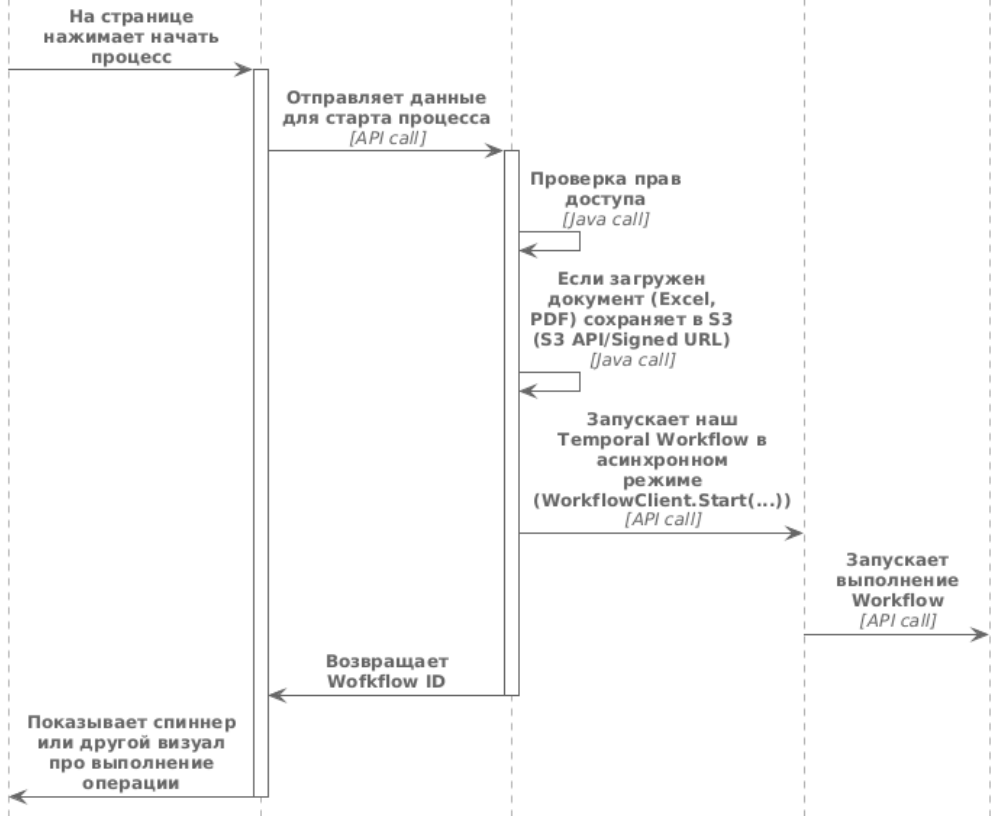 На странице
нажимает начать
процесс
Отправляет данные
для старта процесса
[API call]
Проверка прав
доступа
[Java call]
Если загружен
документ (Excel,
PDF) сохраняет в S3
(S3 API/Signed URL)
[Java call]
Запускает наш
Temporal Workflow в
асинхронном
режиме
(WorkflowClient.Start(...))
[API call]
Запускает
выполнение
Workflow
[API call]
Возвращает
Wofkflow ID
Показывает спиннер
или другой визуал
про выполнение
операции